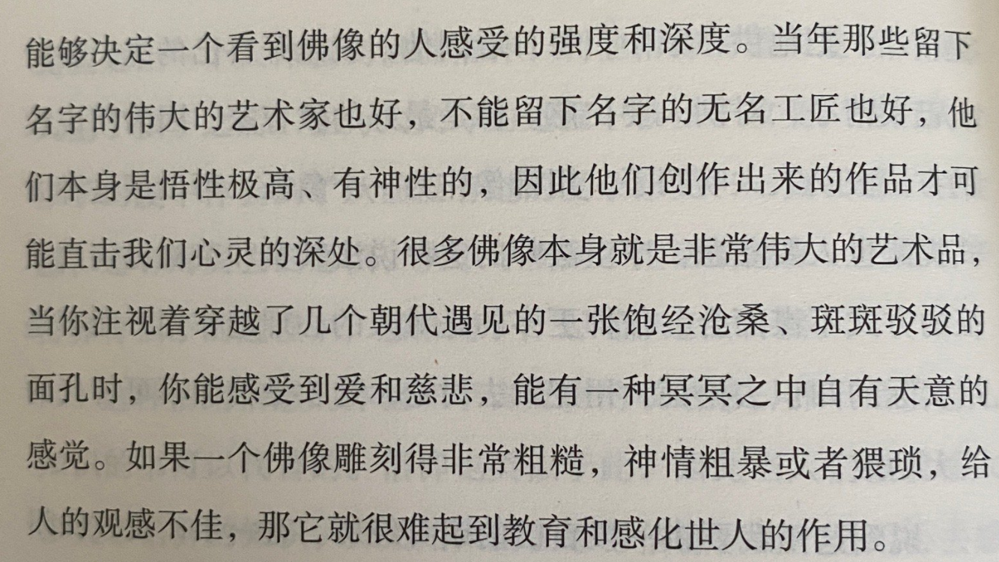 能够决定一个看到佛像的人感受的强度和深度。当年那些留下
名字的伟大的艺术家也好，不能留下名字的无名工匠也好，他
们本身是悟性极高、有神性的，因此他们创作出来的作品才可
能直击我们心灵的深处。很多佛像本身就是非常伟大的艺术品，
当你注视着穿越了几个朝代遇见的一张饱经沧桑、斑斑驳驳的
面孔时，你能感受到爱和慈悲，能有一种冥冥之中自有天意的
感觉。如果一个佛像雕刻得非常粗糙，神情粗暴或者猥琐，给
人的观感不佳，那它就很难起到教育和感化世人的作用。